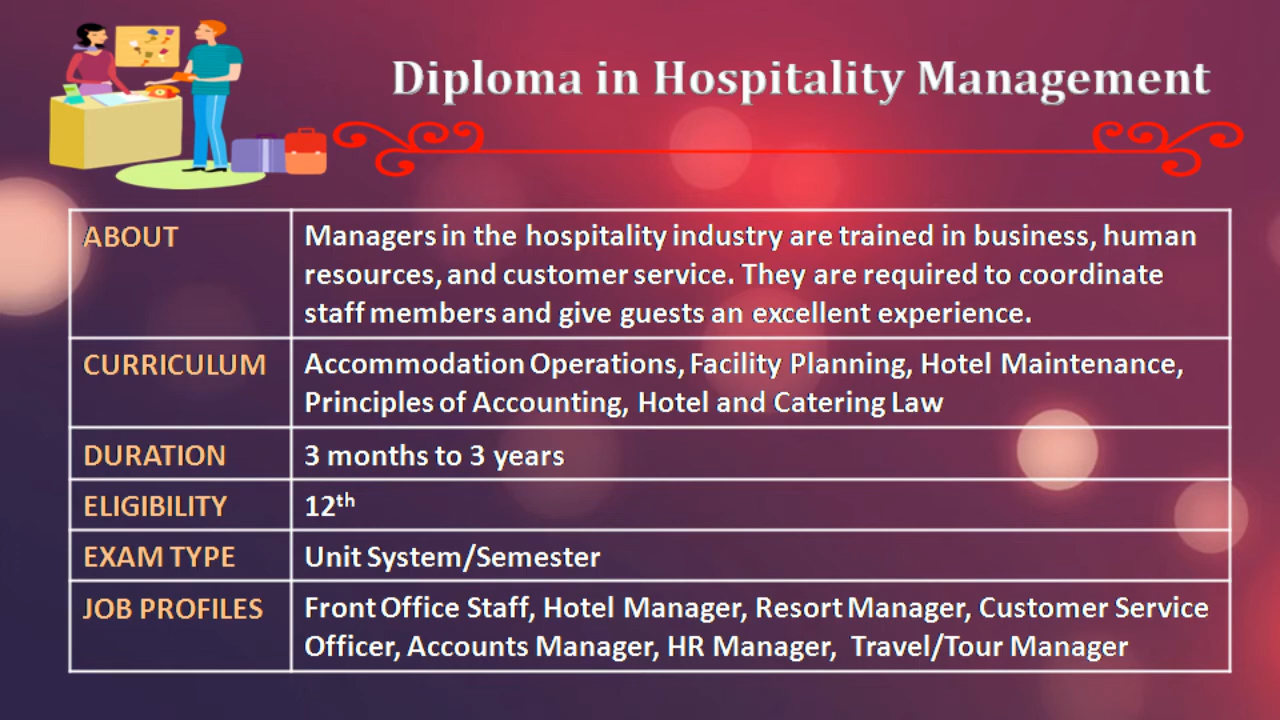 Diploma in Hospitality Management
ABOUT
Managers in the hospitality industry are trained in business, human
resources, and customer service. They are required to coordinate
staff members and give guests an excellent experience.
CURRICULUM
Accommodation Operations, Facility Planning, Hotel Maintenance,
Principles of Accounting, Hotel and Catering Law
DURATION
3 months to 3 years
ELIGIBILITY
12th
EXAM TYPE
Unit System/Semester
JOB PROFILES
Front Office Staff, Hotel Manager, Resort Manager, Customer Service
Officer, Accounts Manager, HR Manager,  Travel/Tour Manager